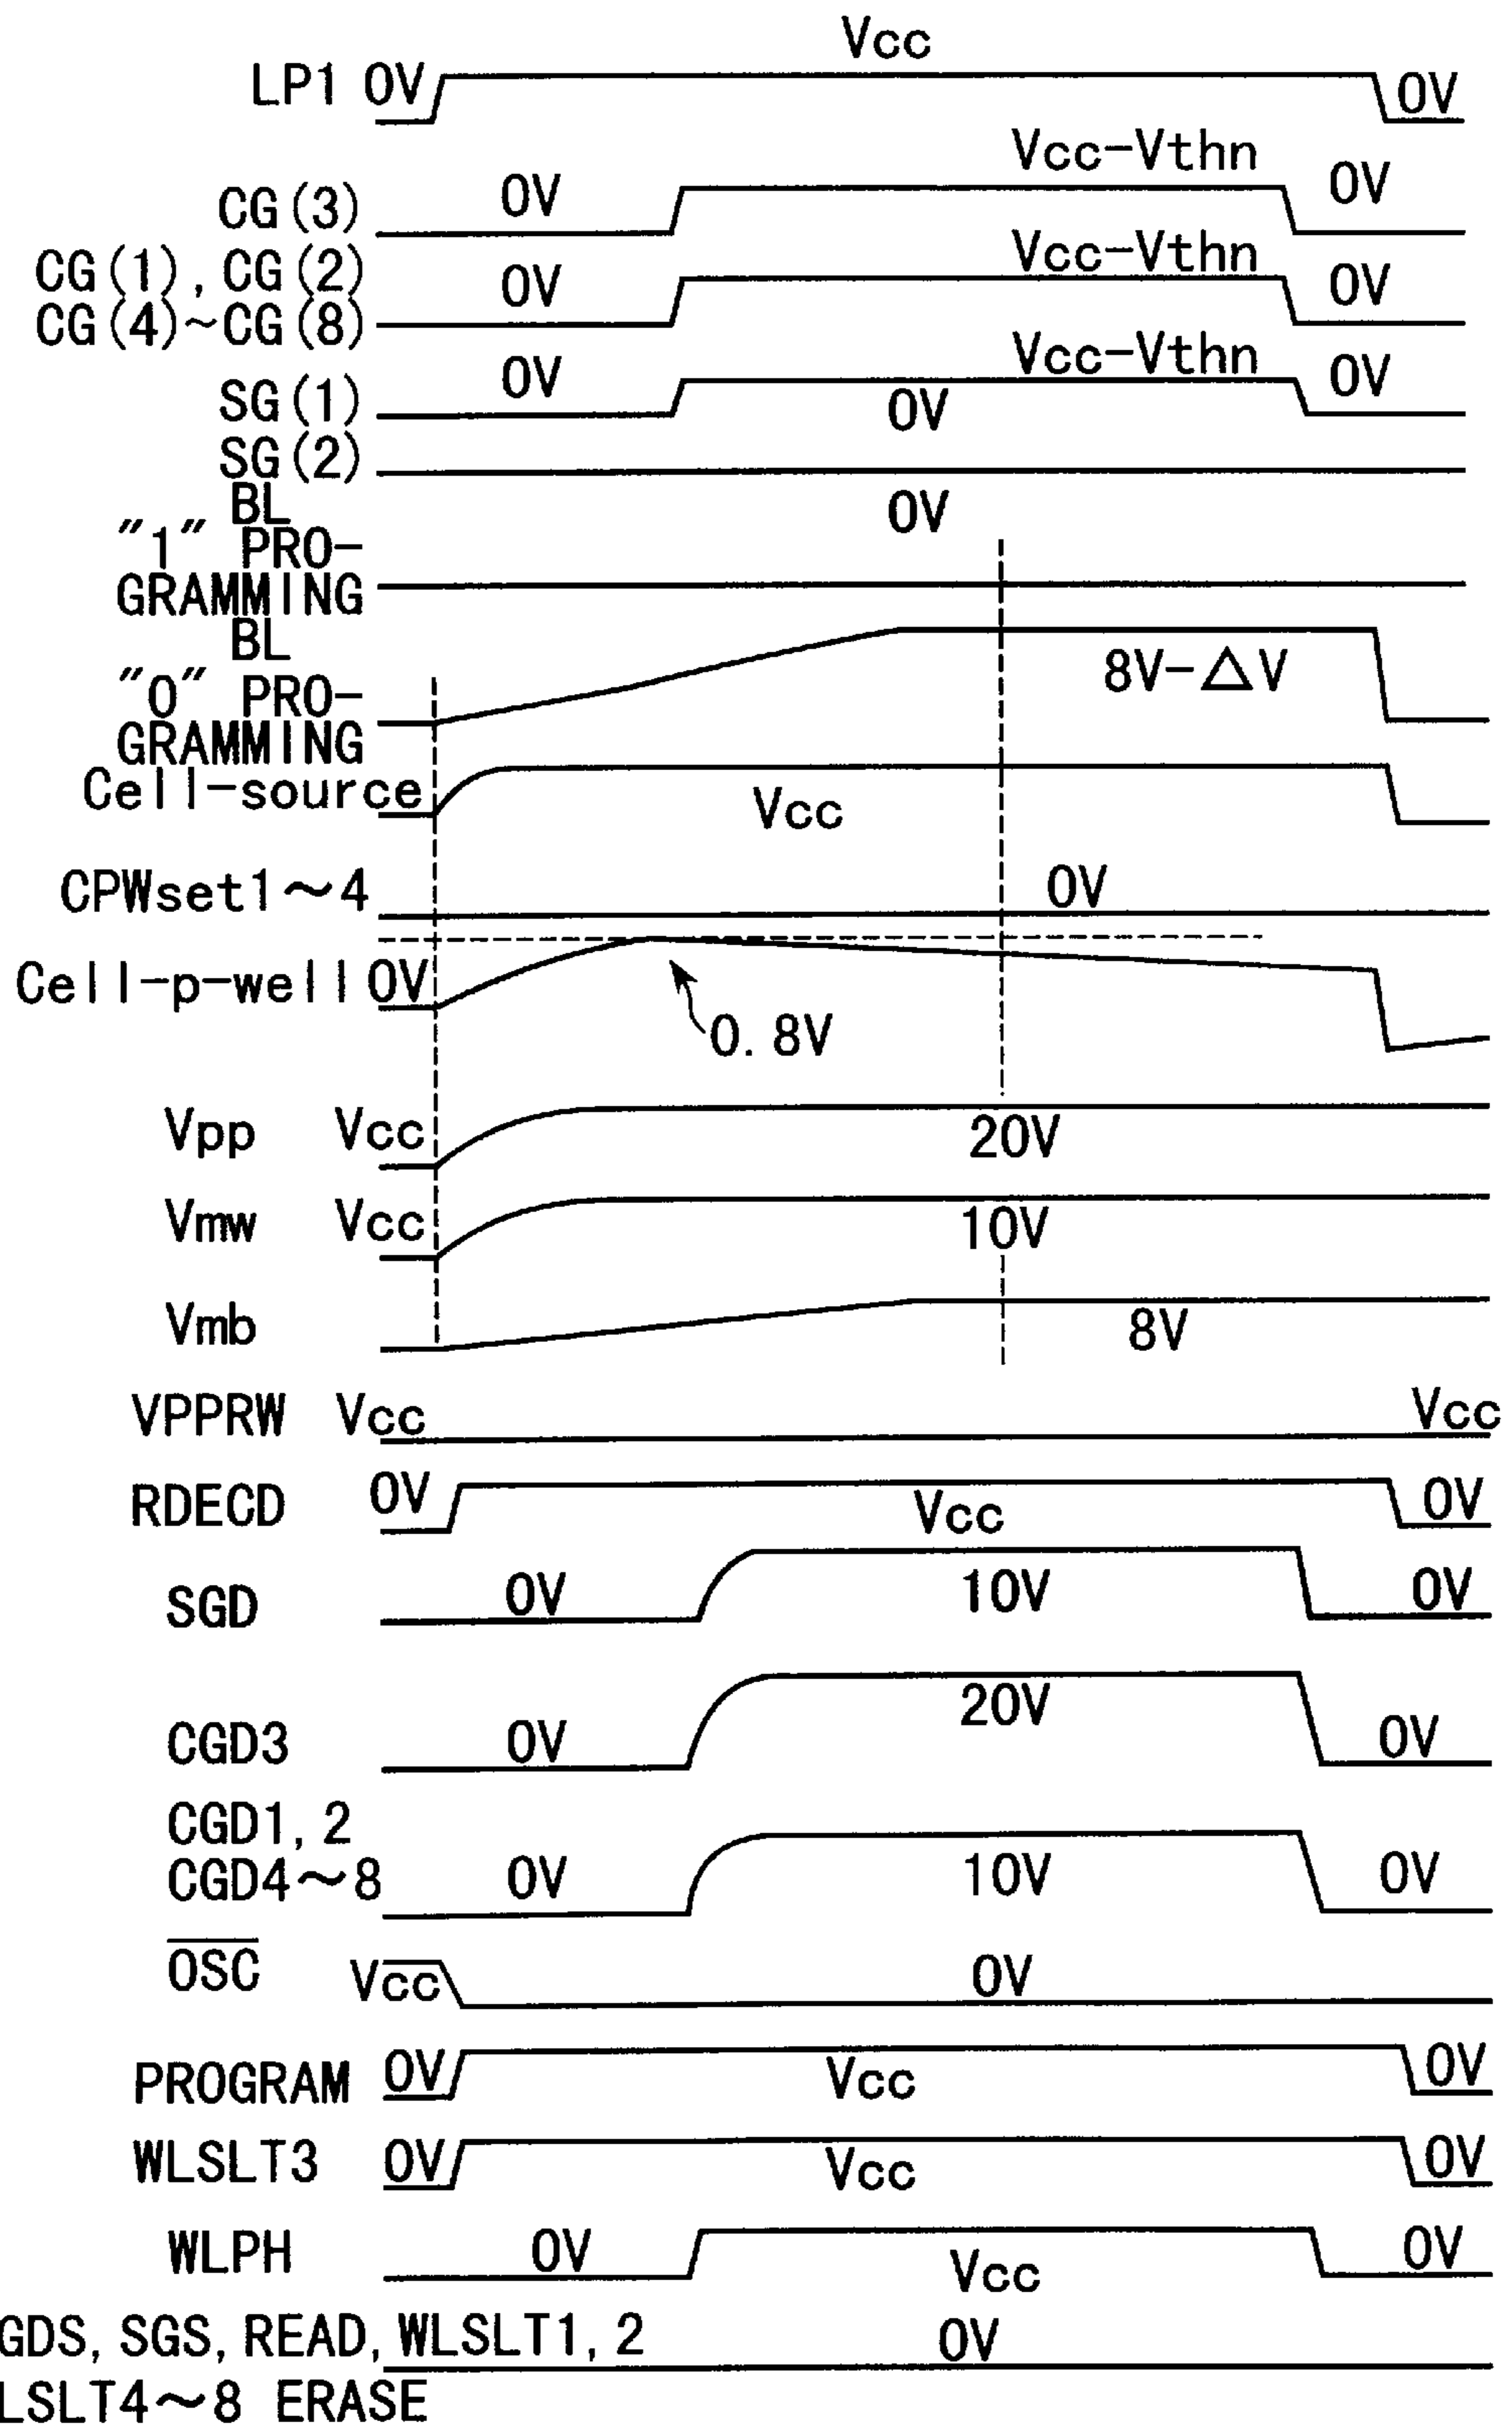 Vcc
LP1 0V 0V
Vcc-Vthn
CG(3) 0V 0V
Vcc-Vthn
CG(1), CG(2) 0V 0V
CG(4)~CG(8)
Vcc-Vthn
SG(1) 0V 0V
0V
SG(2)
BL
"1" PRO-
GRAMMING
0V
BL
"0" PRO-
GRAMMING
8V-△V
Cell-source
Vcc
CPWset1~4 0V
Cell-p-well 0V
0.8V
Vpp Vcc 20V
Vmw Vcc 10V
Vmb 8V
VPPRW Vcc Vcc
RDECD 0V Vcc 0V
SGD 0V 10V 0V
CGD3 0V 20V 0V
CGD1,2
CGD4~8 0V 10V 0V
O̅S̅C̅ Vcc 0V
PROGRAM 0V Vcc 0V
WLSLT3 0V Vcc 0V
WLPH 0V Vcc 0V
GDS, SGS, READ, WLSLT1, 2 0V
LSLT4~8 ERASE